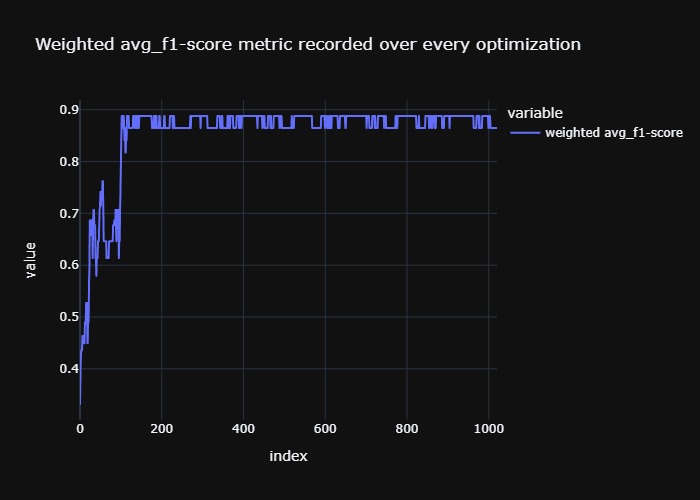 Weighted avg_f1-score metric recorded over every optimization
variable
weighted avg_f1-score
value
0.9
0.8
0.7
0.6
0.5
0.4
0 200 400 600 800 1000
index